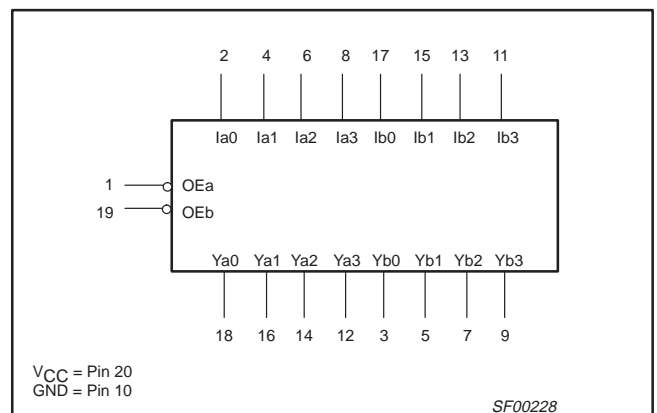 2 4 6 8 17 15 13 11
Ia0 Ia1 Ia2 Ia3 Ib0 Ib1 Ib2 Ib3
1 OEa
19 OEb
Ya0 Ya1 Ya2 Ya3 Yb0 Yb1 Yb2 Yb3
18 16 14 12 3 5 7 9
VCC = Pin 20
GND = Pin 10
SF00228